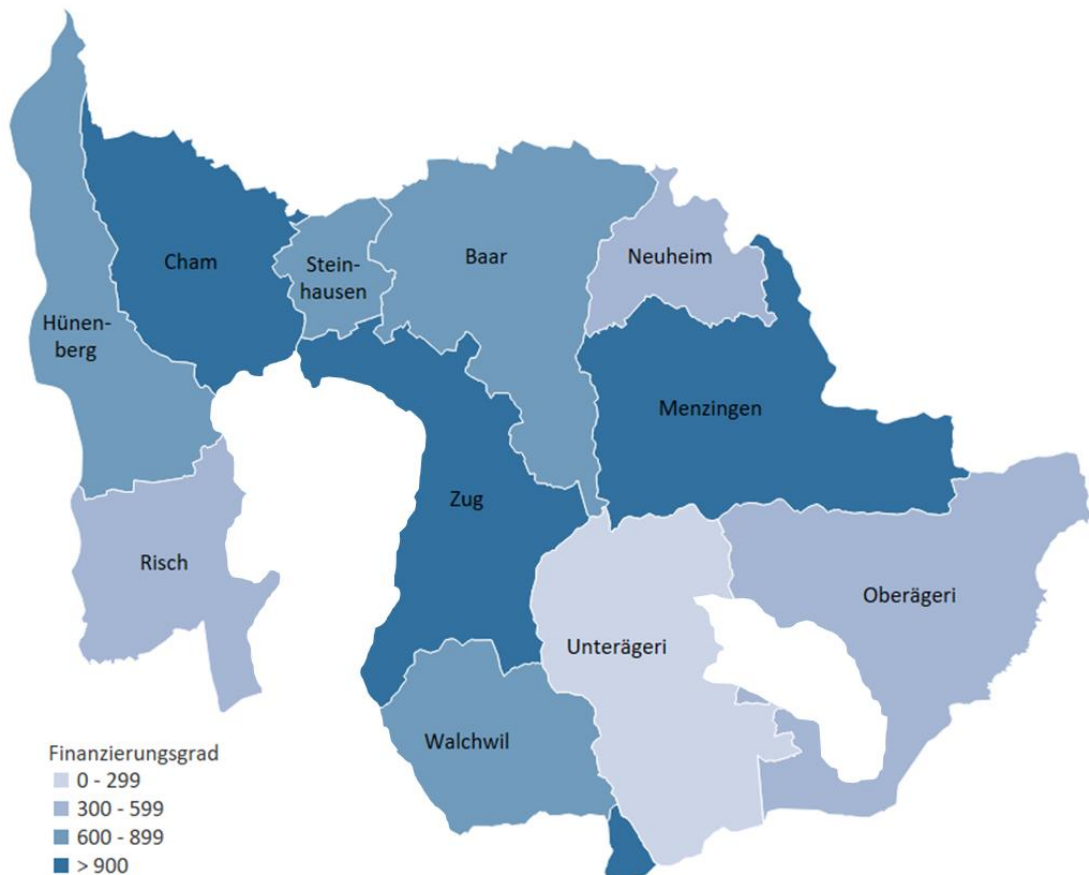 Cham
Stein-
hausen
Baar
Neuheim
Hünen-
berg
Menzingen
Zug
Risch
Oberägeri
Unterägeri
Walchwil
Finanzierungsgrad
0 - 299
300 - 599
600 - 899
> 900